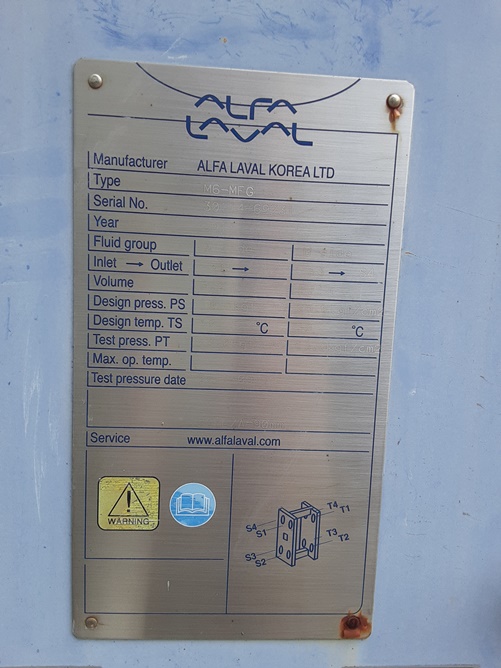 ALFA
LAVAL
Manufacturer ALFA LAVAL KOREA LTD
Type M6-MFG
Serial No.
Year
Fluid group
Inlet → Outlet → →
Volume
Design press. PS
Design temp. TS °C °C
Test press. PT
Max. op. temp.
Test pressure date
Service www.alfalaval.com
WARNING
S4 T4
S1 T1
S3 T3
S2 T2